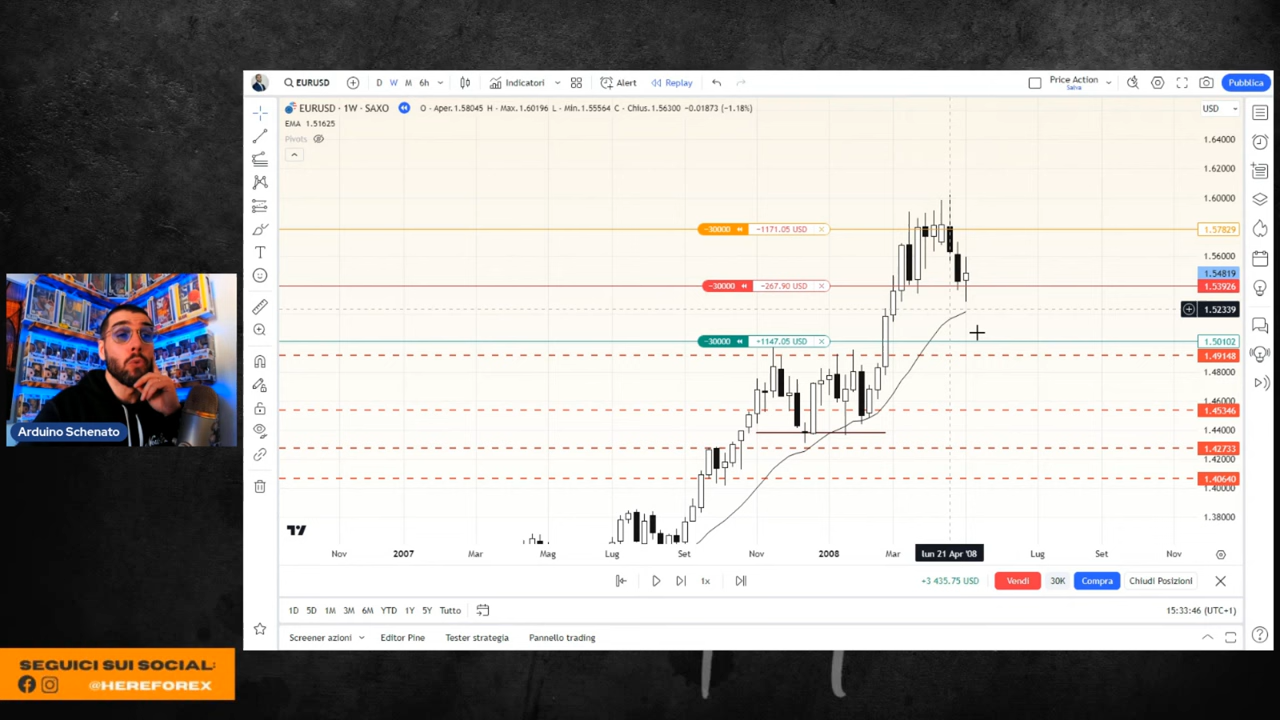 EURUSD
D W M 6h
Indicatori
Alert
Replay
Price Action
Salva
Pubblica
EURUSD · 1W · SAXO O - Aper.1.58045 H - Max.1.60196 L - Min.1.55564 C - Chius.1.56300 -0.01873 (-1.18%)
USD
EMA 1.51625
Pivots
1.64000
1.62000
1.60000
-30000 -1171.05 USD
1.57829
1.56000
1.54819
-30000 -267.90 USD
1.53926
1.52339
-30000 +1147.05 USD
1.50102
1.49148
1.48000
1.46000
1.45346
1.44000
1.42733
1.42000
1.40640
1.40000
1.38000
Arduino Schenato
Nov 2007 Mar Mag Lug Set Nov 2008 Mar lun 21 Apr '08 Lug Set Nov
1x
+3 435.75 USD
Vendi
30K
Compra
Chiudi Posizioni
1D 5D 1M 3M 6M YTD 1Y 5Y Tutto
15:33:46 (UTC+1)
Screener azioni
Editor Pine
Tester strategia
Pannello trading
SEGUICI SUI SOCIAL:
@HEREFOREX